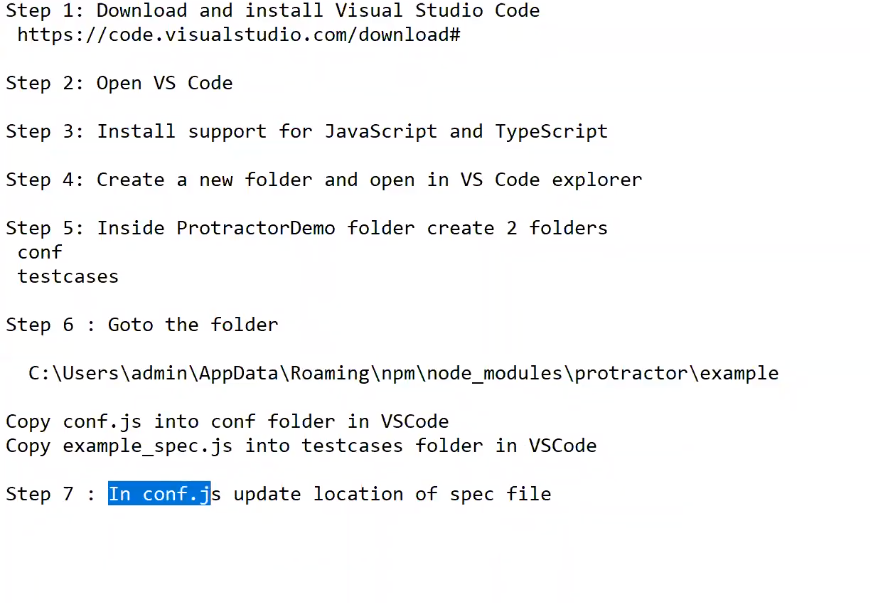 Step 1: Download and install Visual Studio Code
https://code.visualstudio.com/download#
Step 2: Open VS Code
Step 3: Install support for JavaScript and TypeScript
Step 4: Create a new folder and open in VS Code explorer
Step 5: Inside ProtractorDemo folder create 2 folders
conf
testcases
Step 6 : Goto the folder
C:\Users\admin\AppData\Roaming\npm\node_modules\protractor\example
Copy conf.js into conf folder in VSCode
Copy example_spec.js into testcases folder in VSCode
Step 7 : In conf.js update location of spec file